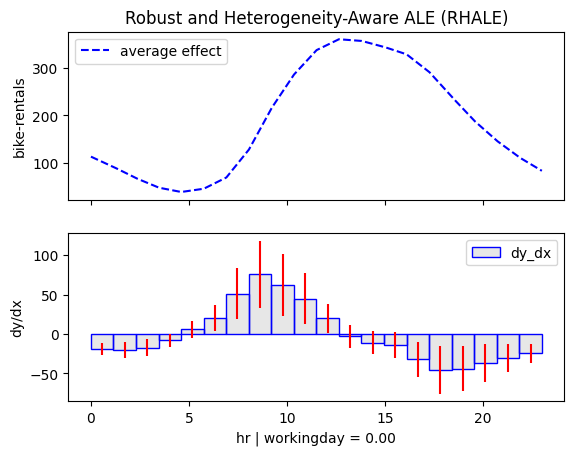 Robust and Heterogeneity-Aware ALE (RHALE)
average effect
300
200
100
bike-rentals
dy_dx
100
50
0
−50
dy/dx
0 5 10 15 20
hr | workingday = 0.00